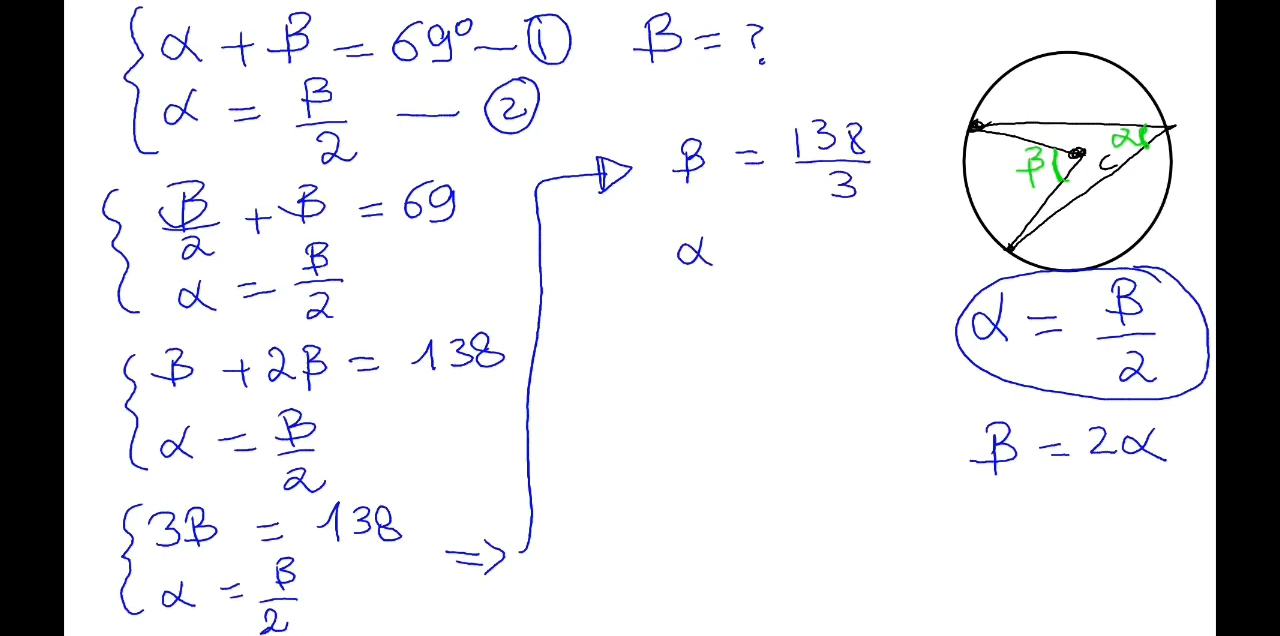 α + β = 69° — ① β = ?
α = β/2 — ②
β/2 + β = 69
α = β/2
β + 2β = 138
α = β/2
3β = 138
α = β/2 ⇒
β = 138/3
α
β α C
α = β/2
β = 2α